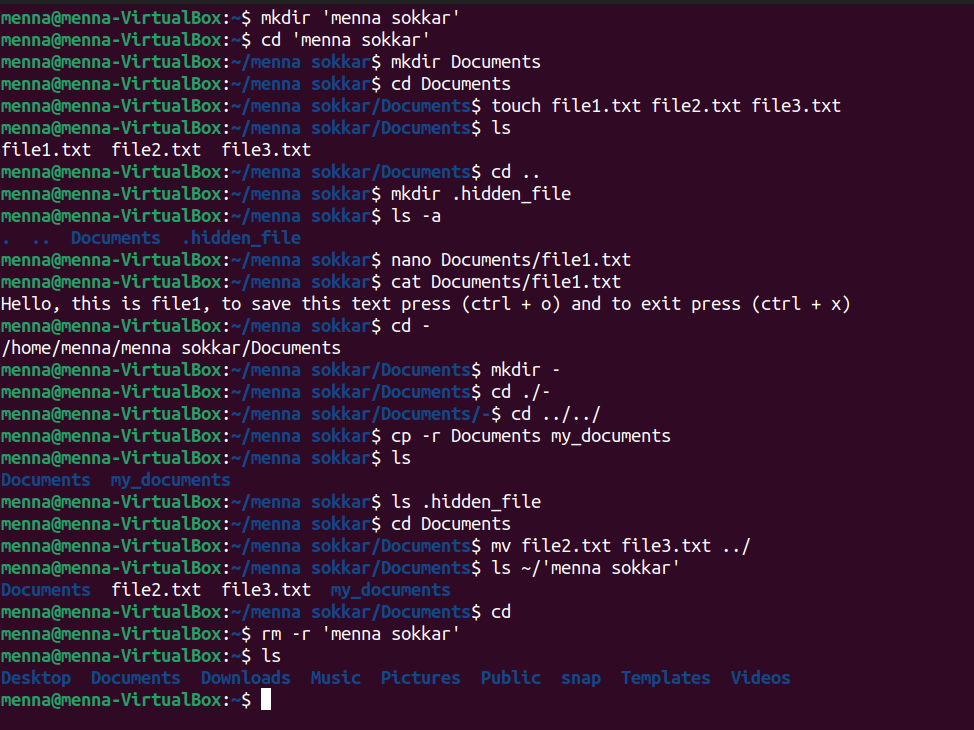 menna@menna-VirtualBox:~$ mkdir 'menna sokkar'
menna@menna-VirtualBox:~$ cd 'menna sokkar'
menna@menna-VirtualBox:~/menna sokkar$ mkdir Documents
menna@menna-VirtualBox:~/menna sokkar$ cd Documents
menna@menna-VirtualBox:~/menna sokkar/Documents$ touch file1.txt file2.txt file3.txt
menna@menna-VirtualBox:~/menna sokkar/Documents$ ls
file1.txt  file2.txt  file3.txt
menna@menna-VirtualBox:~/menna sokkar/Documents$ cd ..
menna@menna-VirtualBox:~/menna sokkar$ mkdir .hidden_file
menna@menna-VirtualBox:~/menna sokkar$ ls -a
.  ..  Documents  .hidden_file
menna@menna-VirtualBox:~/menna sokkar$ nano Documents/file1.txt
menna@menna-VirtualBox:~/menna sokkar$ cat Documents/file1.txt
Hello, this is file1, to save this text press (ctrl + o) and to exit press (ctrl + x)
menna@menna-VirtualBox:~/menna sokkar$ cd -
/home/menna/menna sokkar/Documents
menna@menna-VirtualBox:~/menna sokkar/Documents$ mkdir -
menna@menna-VirtualBox:~/menna sokkar/Documents$ cd ./-
menna@menna-VirtualBox:~/menna sokkar/Documents/-$ cd ../../
menna@menna-VirtualBox:~/menna sokkar$ cp -r Documents my_documents
menna@menna-VirtualBox:~/menna sokkar$ ls
Documents  my_documents
menna@menna-VirtualBox:~/menna sokkar$ ls .hidden_file
menna@menna-VirtualBox:~/menna sokkar$ cd Documents
menna@menna-VirtualBox:~/menna sokkar/Documents$ mv file2.txt file3.txt ../
menna@menna-VirtualBox:~/menna sokkar/Documents$ ls ~/'menna sokkar'
Documents  file2.txt  file3.txt  my_documents
menna@menna-VirtualBox:~/menna sokkar/Documents$ cd
menna@menna-VirtualBox:~$ rm -r 'menna sokkar'
menna@menna-VirtualBox:~$ ls
Desktop  Documents  Downloads  Music  Pictures  Public  snap  Templates  Videos
menna@menna-VirtualBox:~$